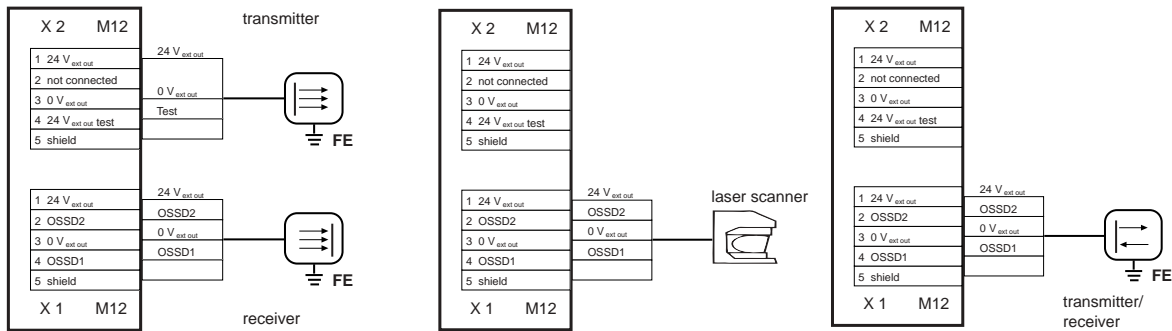 X 2 M12
transmitter
1 24 V ext out
2 not connected
3 0 V ext out
4 24 V ext out test
5 shield
24 V ext out
0 V ext out
Test
FE
1 24 V ext out
2 OSSD2
3 0 V ext out
4 OSSD1
5 shield
24 V ext out
OSSD2
0 V ext out
OSSD1
FE
X 1 M12
receiver
X 2 M12
1 24 V ext out
2 not connected
3 0 V ext out
4 24 V ext out test
5 shield
1 24 V ext out
2 OSSD2
3 0 V ext out
4 OSSD1
5 shield
24 V ext out
OSSD2
0 V ext out
OSSD1
laser scanner
X 1 M12
X 2 M12
1 24 V ext out
2 not connected
3 0 V ext out
4 24 V ext out test
5 shield
1 24 V ext out
2 OSSD2
3 0 V ext out
4 OSSD1
5 shield
24 V ext out
OSSD2
0 V ext out
OSSD1
FE
X 1 M12
transmitter/
receiver